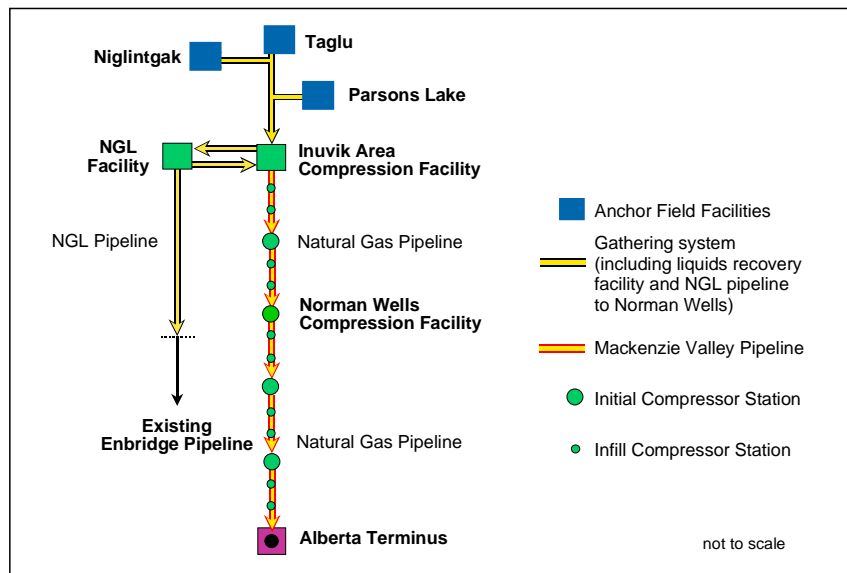 Taglu
Niglintgak
Parsons Lake
NGL
Facility
Inuvik Area
Compression Facility
NGL Pipeline
Natural Gas Pipeline
Norman Wells
Compression Facility
Existing
Enbridge Pipeline
Natural Gas Pipeline
Alberta Terminus
Anchor Field Facilities
Gathering system
(including liquids recovery
facility and NGL pipeline
to Norman Wells)
Mackenzie Valley Pipeline
Initial Compressor Station
Infill Compressor Station
not to scale